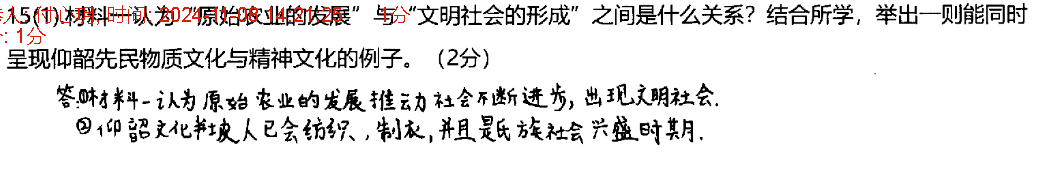 15.(1) 材料一认为“原始农业的发展”与“文明社会的形成”之间是什么关系？结合所学，举出一则能同时
: 1分
呈现仰韶先民物质文化与精神文化的例子。（2分）
答:①材料一认为原始农业的发展推动社会不断进步,出现文明社会.
②仰韶文化半坡人已会纺织、制衣,并且是氏族社会兴盛时期.